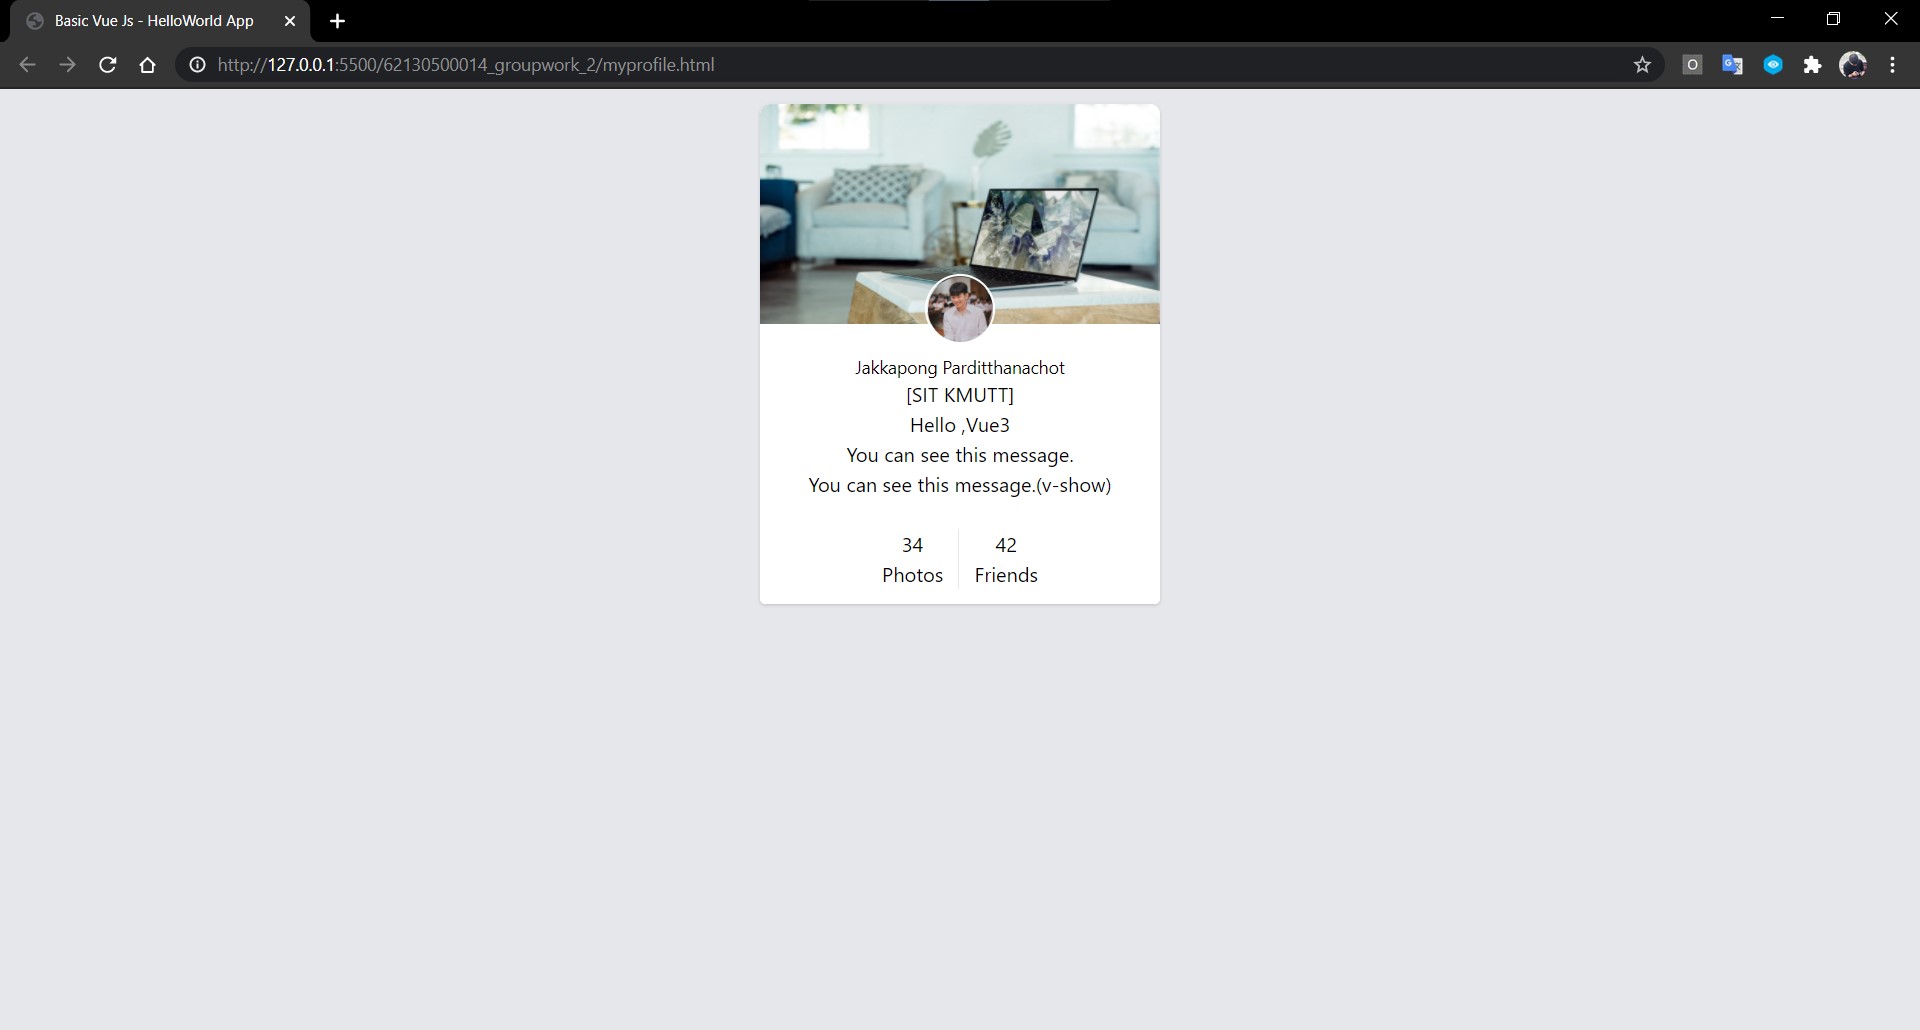 Basic Vue Js - HelloWorld App
http://127.0.0.1:5500/62130500014_groupwork_2/myprofile.html
Jakkapong Parditthanachot
[SIT KMUTT]
Hello ,Vue3
You can see this message.
You can see this message.(v-show)
34
Photos
42
Friends